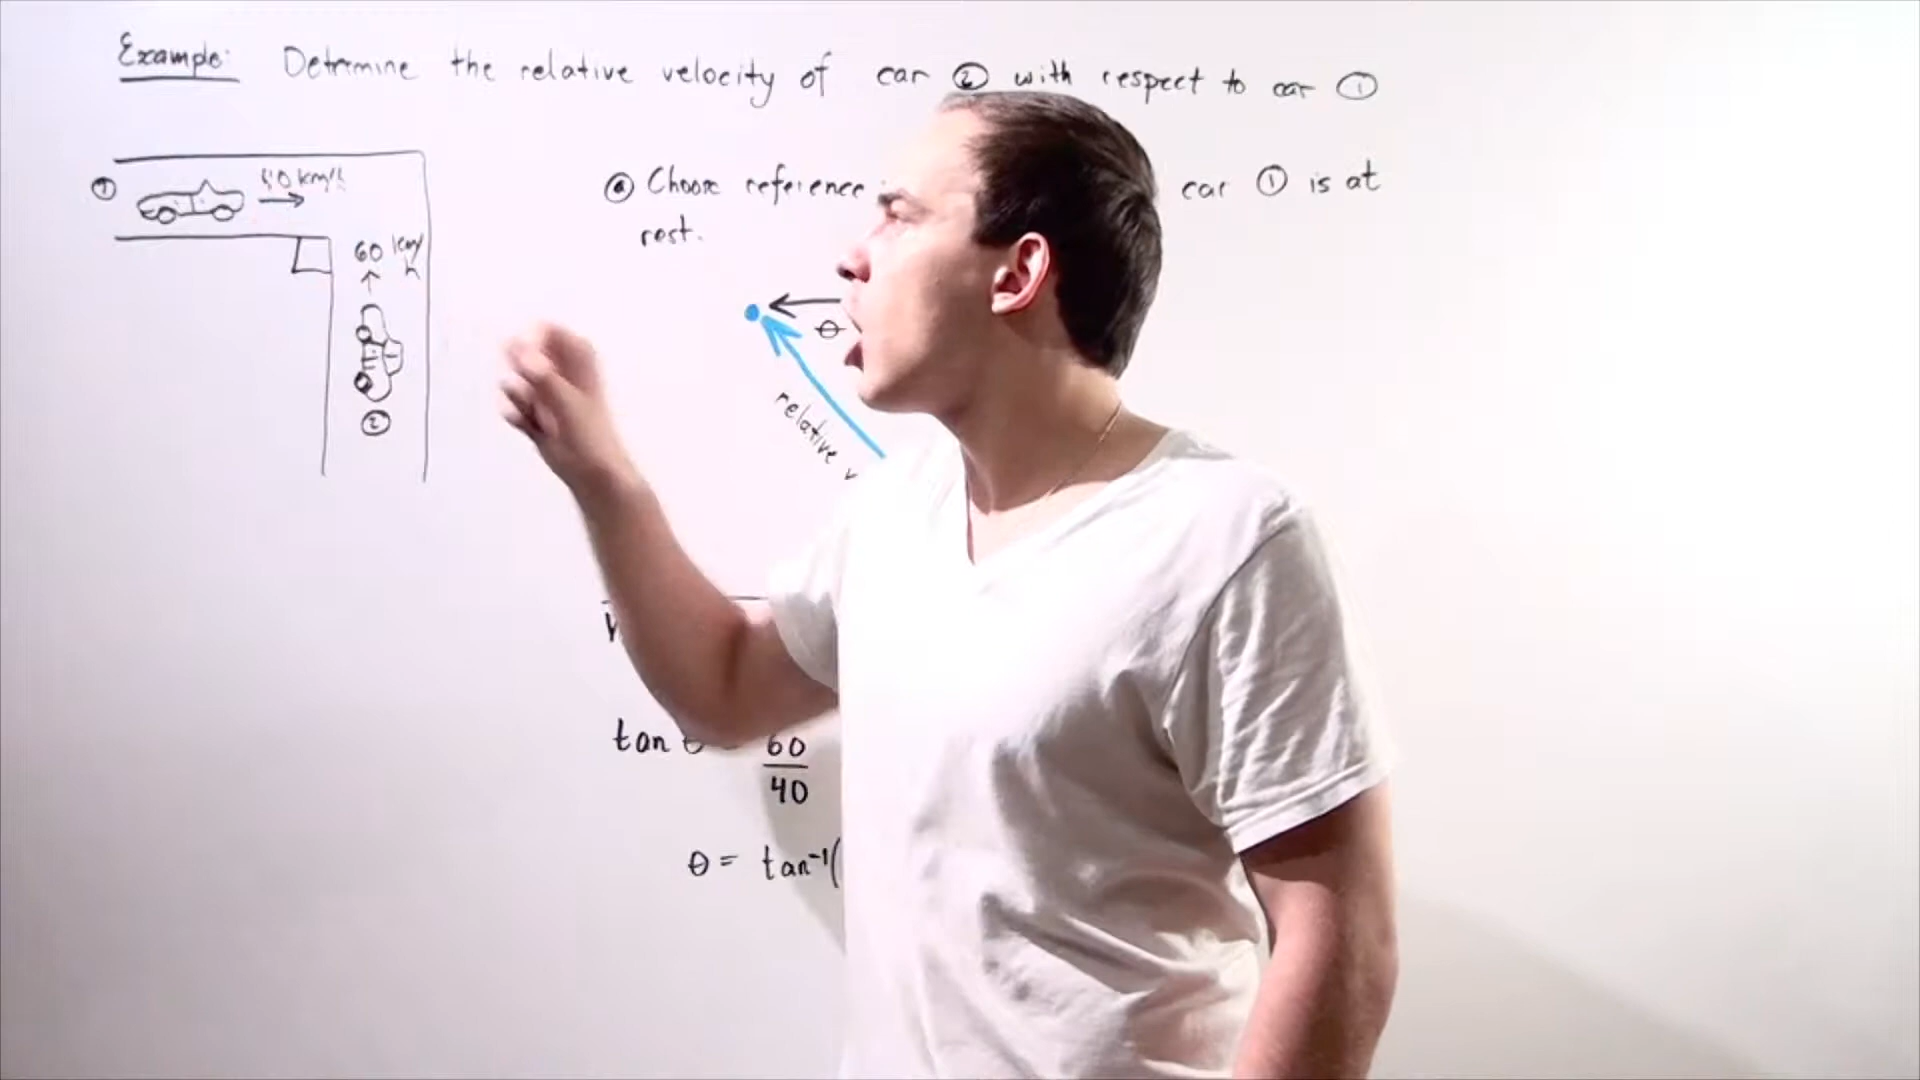 Example: Determine the relative velocity of car ② with respect to car ①
① 40 km/h
60 km/h
②
ⓐ Choose reference car ① is at
rest.
θ
relative v
tan θ = 60/40
θ = tan⁻¹(